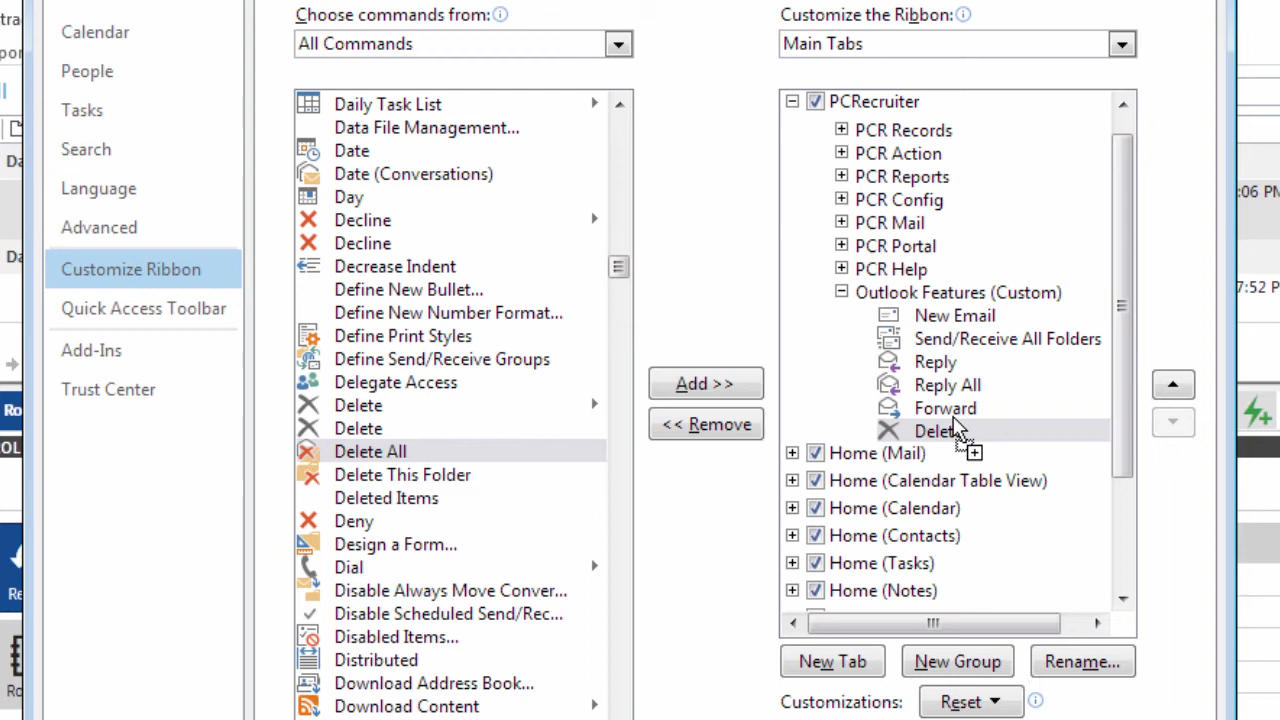 Calendar
People
Tasks
Search
Language
Advanced
Customize Ribbon
Quick Access Toolbar
Add-Ins
Trust Center
Choose commands from:
All Commands
Daily Task List
Data File Management...
Date
Date (Conversations)
Day
Decline
Decline
Decrease Indent
Define New Bullet...
Define New Number Format...
Define Print Styles
Define Send/Receive Groups
Delegate Access
Delete
Delete
Delete All
Delete This Folder
Deleted Items
Deny
Design a Form...
Dial
Disable Always Move Conver...
Disable Scheduled Send/Rec...
Disabled Items...
Distributed
Download Address Book...
Download Content
Add >>
<< Remove
Customize the Ribbon:
Main Tabs
PCRecruiter
PCR Records
PCR Action
PCR Reports
PCR Config
PCR Mail
PCR Portal
PCR Help
Outlook Features (Custom)
New Email
Send/Receive All Folders
Reply
Reply All
Forward
Delet
Home (Mail)
Home (Calendar Table View)
Home (Calendar)
Home (Contacts)
Home (Tasks)
Home (Notes)
New Tab
New Group
Rename...
Customizations:
Reset
:06 PM
7:52 P